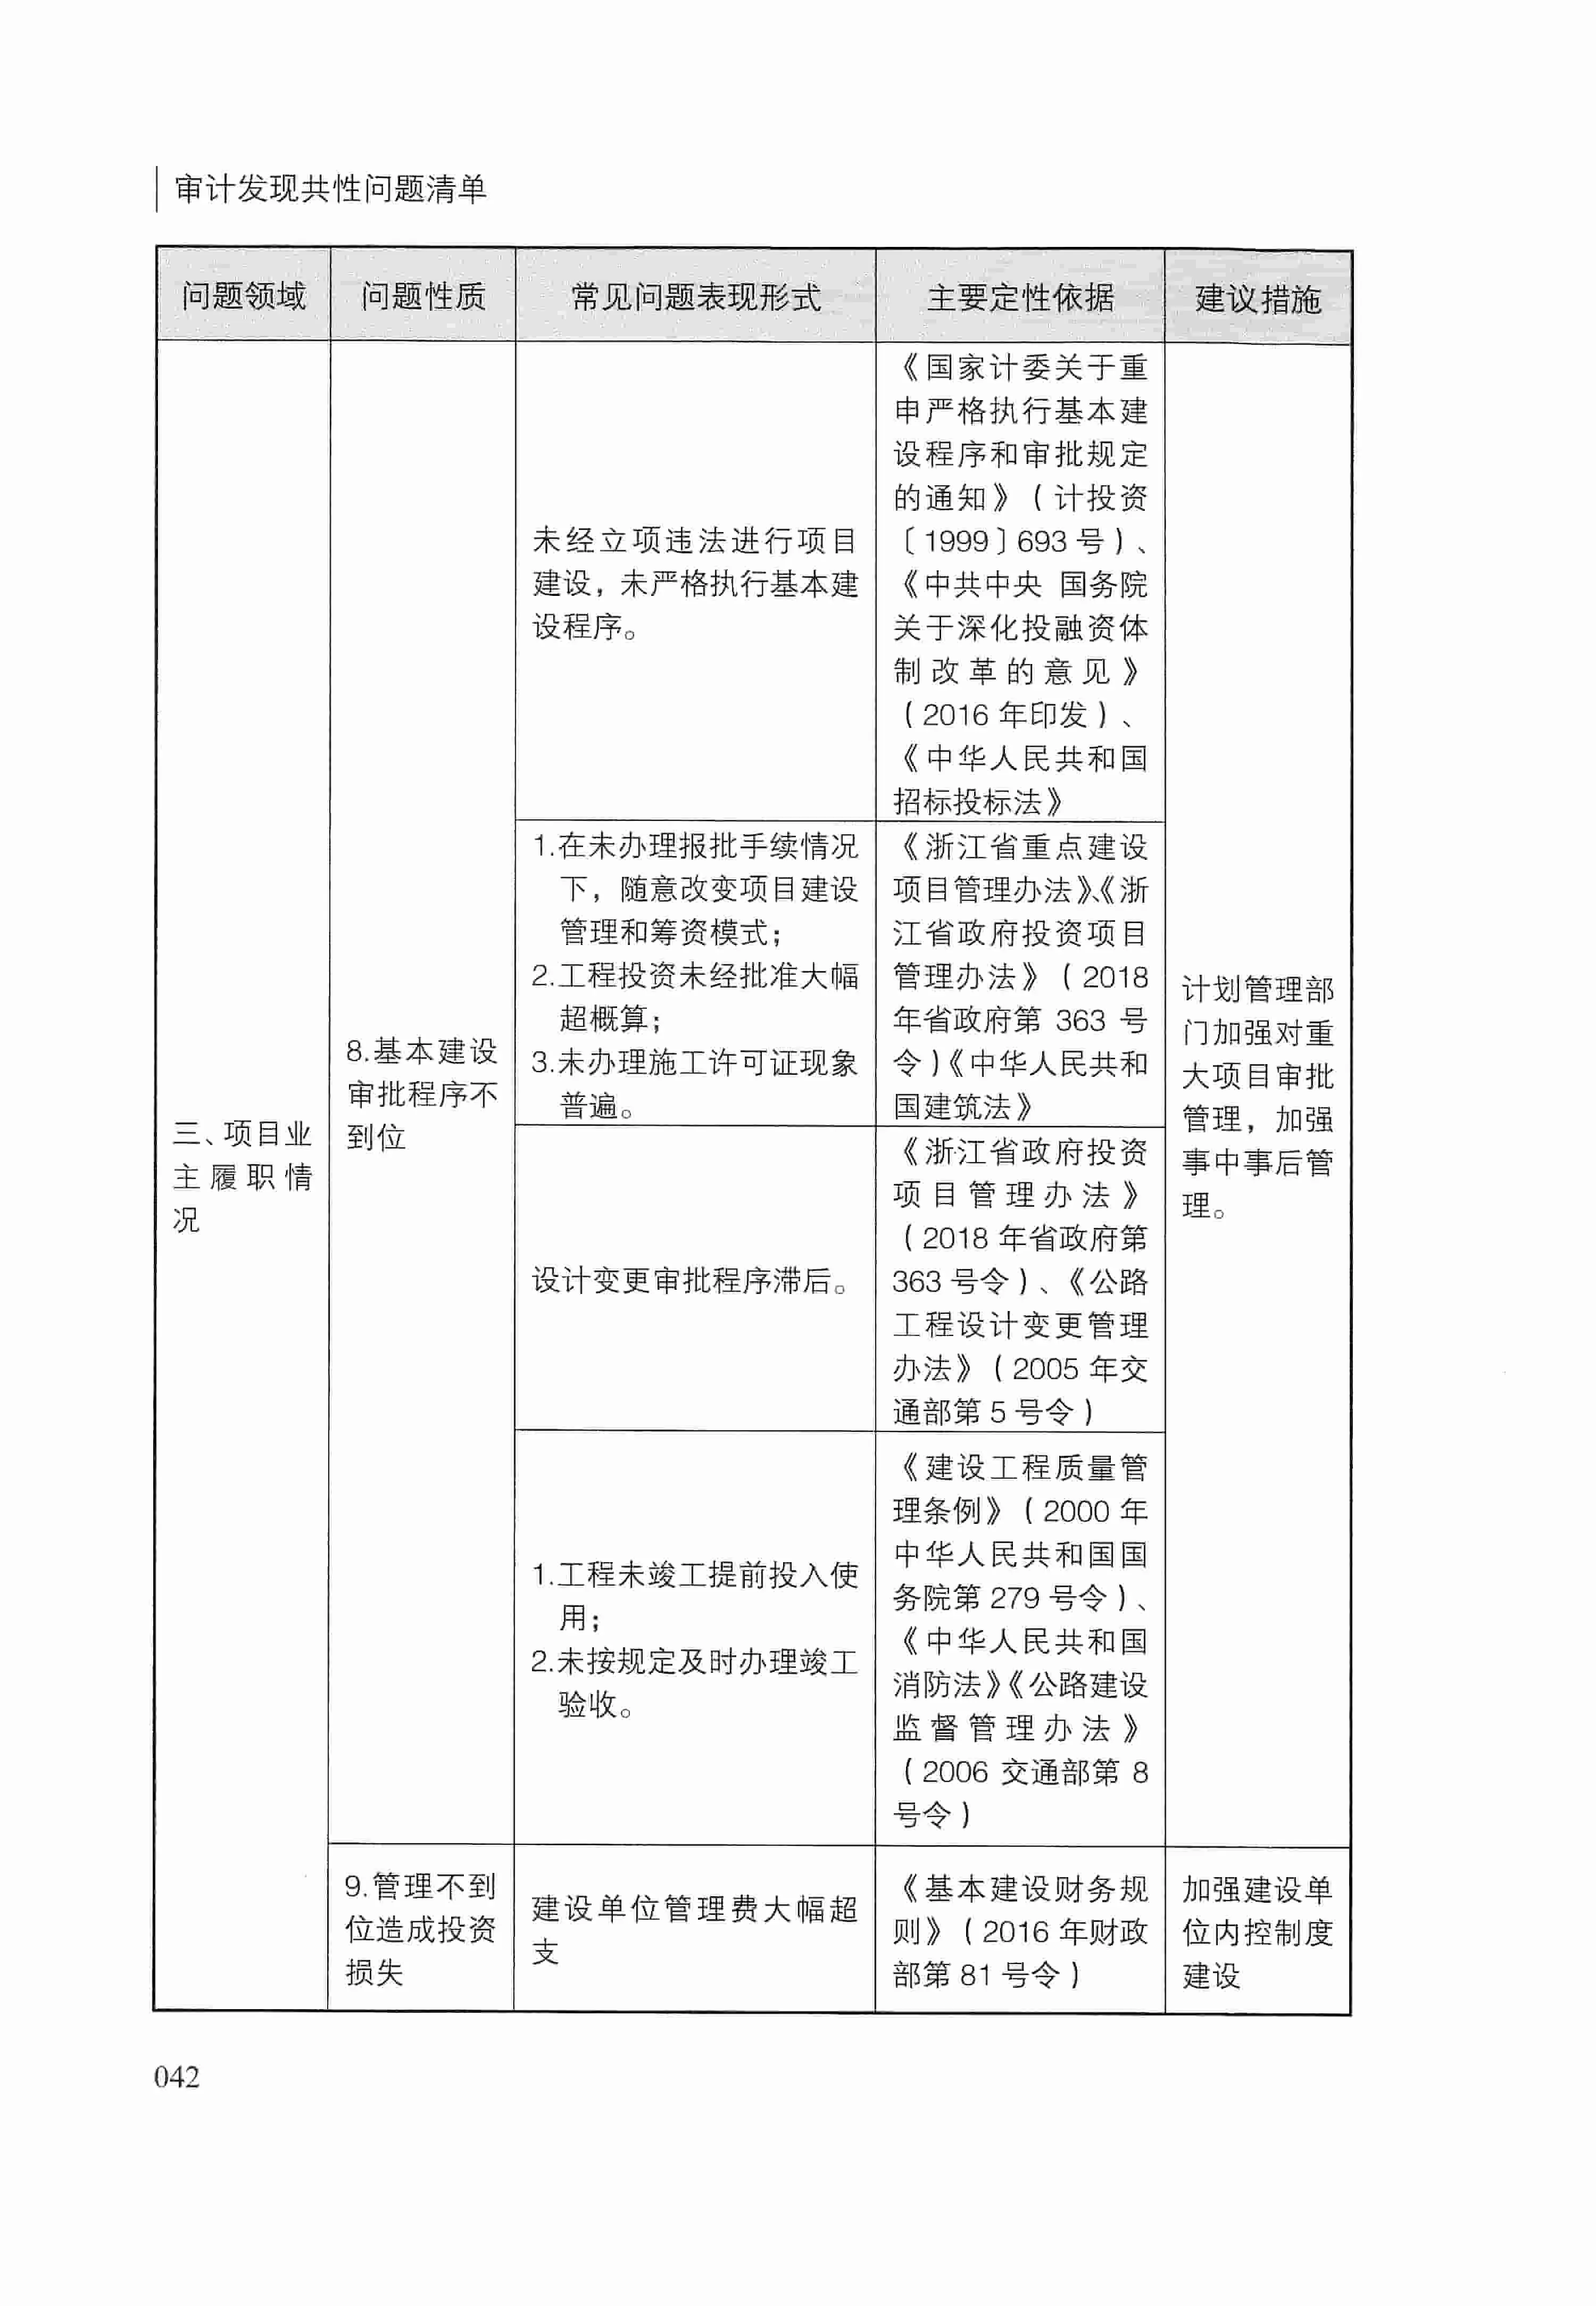 审计发现共性问题清单
问题领域
问题性质
常见问题表现形式
主要定性依据
建议措施
三、项目业
主履职情
况
8.基本建设
审批程序不
到位
未经立项违法进行项目
建设，未严格执行基本建
设程序。
《国家计委关于重
申严格执行基本建
设程序和审批规定
的通知》（计投资
〔1999〕693号）、
《中共中央 国务院
关于深化投融资体
制改革的意见》
（2016年印发）、
《中华人民共和国
招标投标法》
1.在未办理报批手续情况
下，随意改变项目建设
管理和筹资模式；
2.工程投资未经批准大幅
超概算；
3.未办理施工许可证现象
普遍。
《浙江省重点建设
项目管理办法》、《浙
江省政府投资项目
管理办法》（2018
年省政府第 363 号
令）《中华人民共和
国建筑法》
设计变更审批程序滞后。
《浙江省政府投资
项目管理办法》
（2018年省政府第
363号令）、《公路
工程设计变更管理
办法》（2005年交
通部第5号令）
1.工程未竣工提前投入使
用；
2.未按规定及时办理竣工
验收。
《建设工程质量管
理条例》（2000年
中华人民共和国国
务院第279号令）、
《中华人民共和国
消防法》《公路建设
监督管理办法》
（2006 交通部第 8
号令）
计划管理部
门加强对重
大项目审批
管理，加强
事中事后管
理。
9.管理不到
位造成投资
损失
建设单位管理费大幅超
支
《基本建设财务规
则》（2016年财政
部第81号令）
加强建设单
位内控制度
建设
042